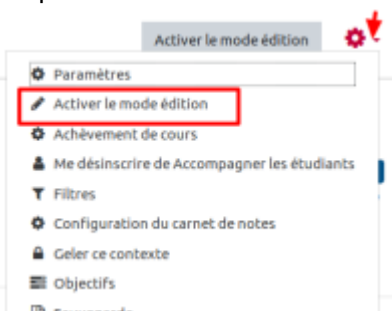 Activer le mode édition
Paramètres
Activer le mode édition
Achèvement de cours
Me désinscrire de Accompagner les étudiants
Filtres
Configuration du carnet de notes
Geler ce contexte
Objectifs